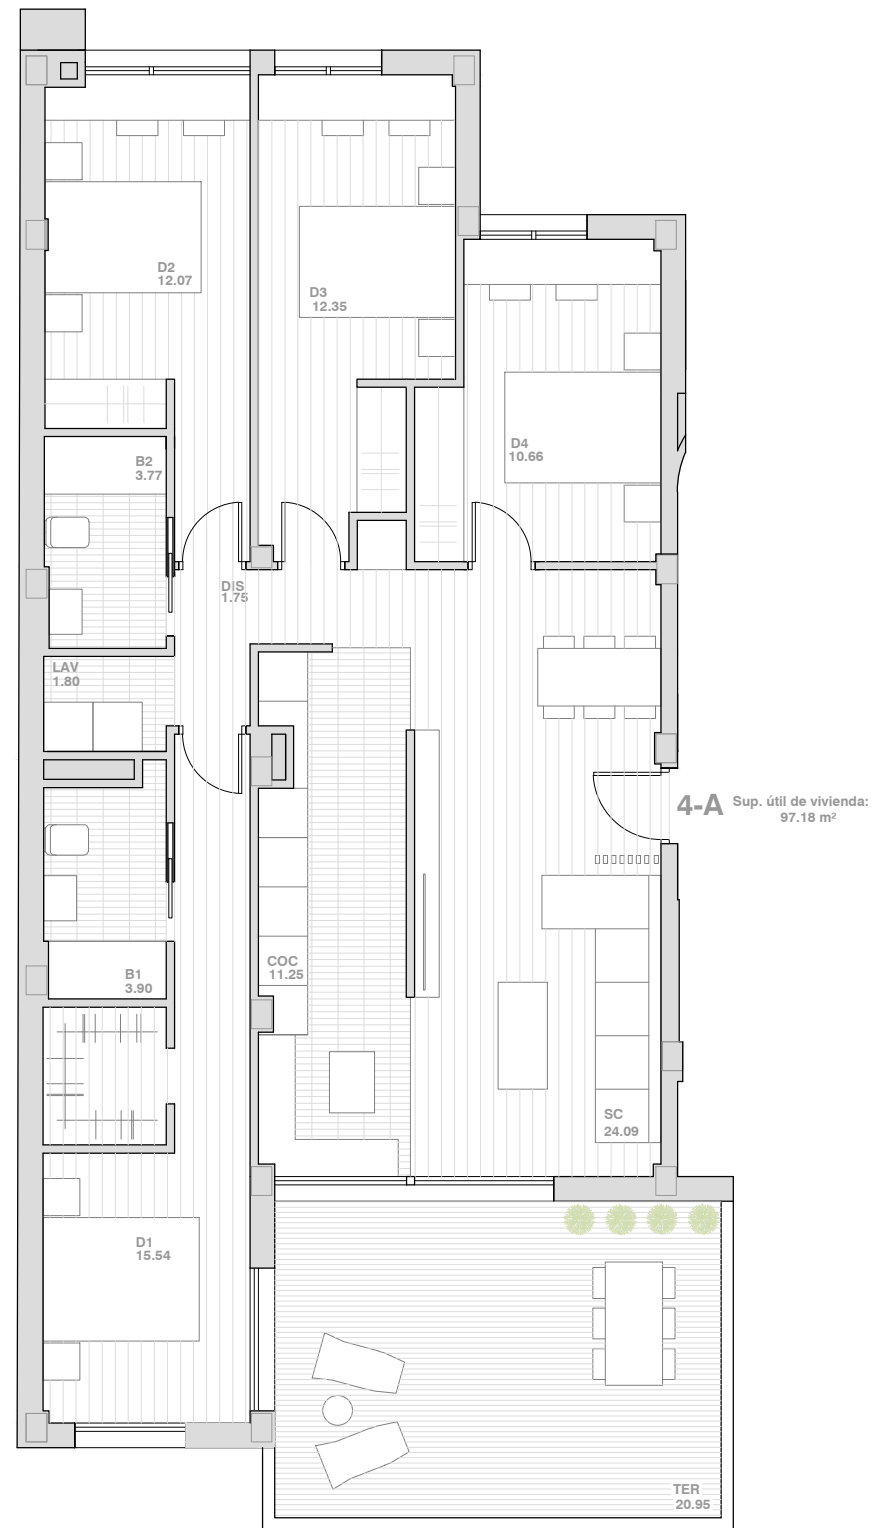 D2
12.07
D3
12.35
D4
10.66
B2
3.77
DIS
1.75
LAV
1.80
4-A
Sup. útil de vivienda:
97.18 m²
COC
11.25
B1
3.90
SC
24.09
D1
15.54
TER
20.95